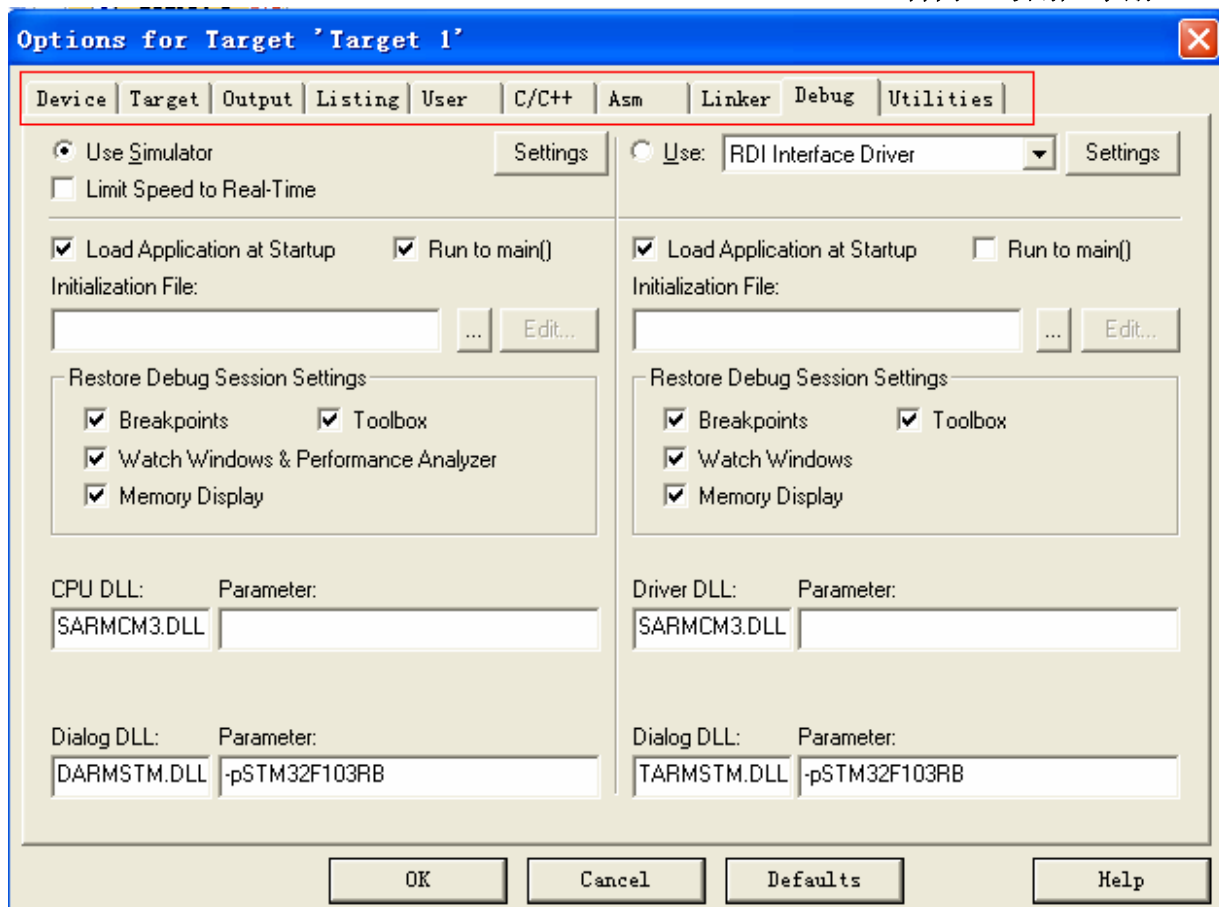 Options for Target 'Target 1'
Device Target Output Listing User C/C++ Asm Linker Debug Utilities
Use Simulator Settings Use: RDI Interface Driver Settings
Limit Speed to Real-Time
Load Application at Startup Run to main() Load Application at Startup Run to main()
Initialization File: Initialization File:
... Edit... ... Edit...
Restore Debug Session Settings Restore Debug Session Settings
Breakpoints Toolbox Breakpoints Toolbox
Watch Windows & Performance Analyzer Watch Windows
Memory Display Memory Display
CPU DLL: Parameter: Driver DLL: Parameter:
SARMCM3.DLL SARMCM3.DLL
Dialog DLL: Parameter: Dialog DLL: Parameter:
DARMSTM.DLL -pSTM32F103RB TARMSTM.DLL -pSTM32F103RB
OK Cancel Defaults Help